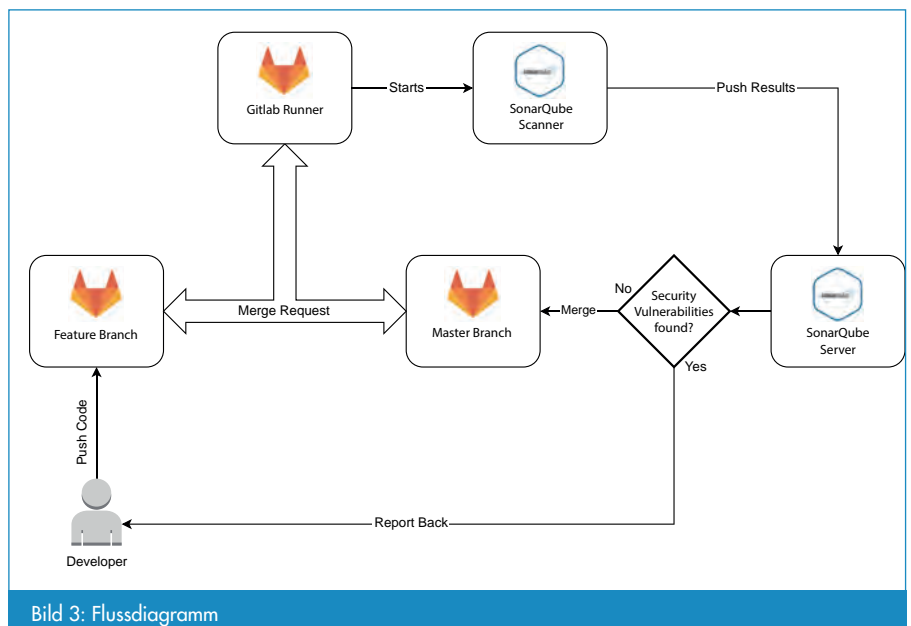 Gitlab Runner
Starts
SonarQube
Scanner
Push Results
Feature Branch
Merge Request
Master Branch
Merge
No
Security
Vulnerabilities
found?
Yes
SonarQube
Server
Push Code
Developer
Report Back
Bild 3: Flussdiagramm